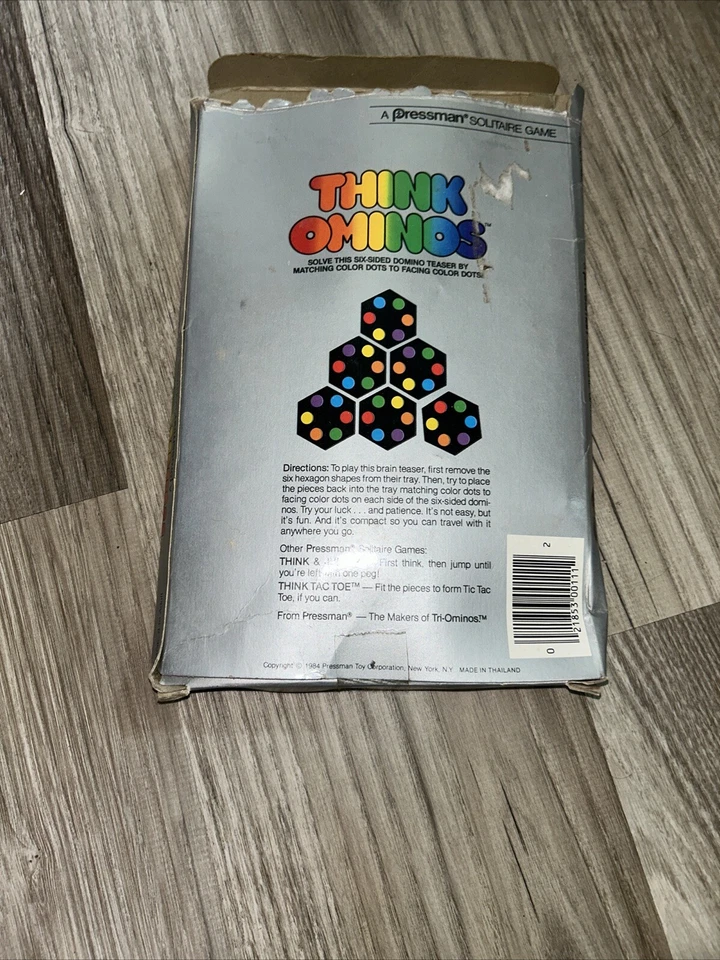 A Pressman® SOLITAIRE GAME
THINK
OMINOS™
SOLVE THIS SIX-SIDED DOMINO TEASER BY
MATCHING COLOR DOTS TO FACING COLOR DOTS!
Directions: To play this brain teaser, first remove the
six hexagon shapes from their tray. Then, try to place
the pieces back into the tray matching color dots to
facing color dots on each side of the six-sided domi-
nos. Try your luck . . . and patience. It's not easy, but
it's fun. And it's compact so you can travel with it
anywhere you go.
Other Pressman® Solitaire Games:
THINK & First think, then jump until
you're left with one peg!
THINK TAC TOE™ — Fit the pieces to form Tic Tac
Toe, if you can.
From Pressman® — The Makers of Tri-Ominos™
Copyright © 1984 Pressman Toy Corporation, New York, N.Y. MADE IN THAILAND
0 21853 00111 2